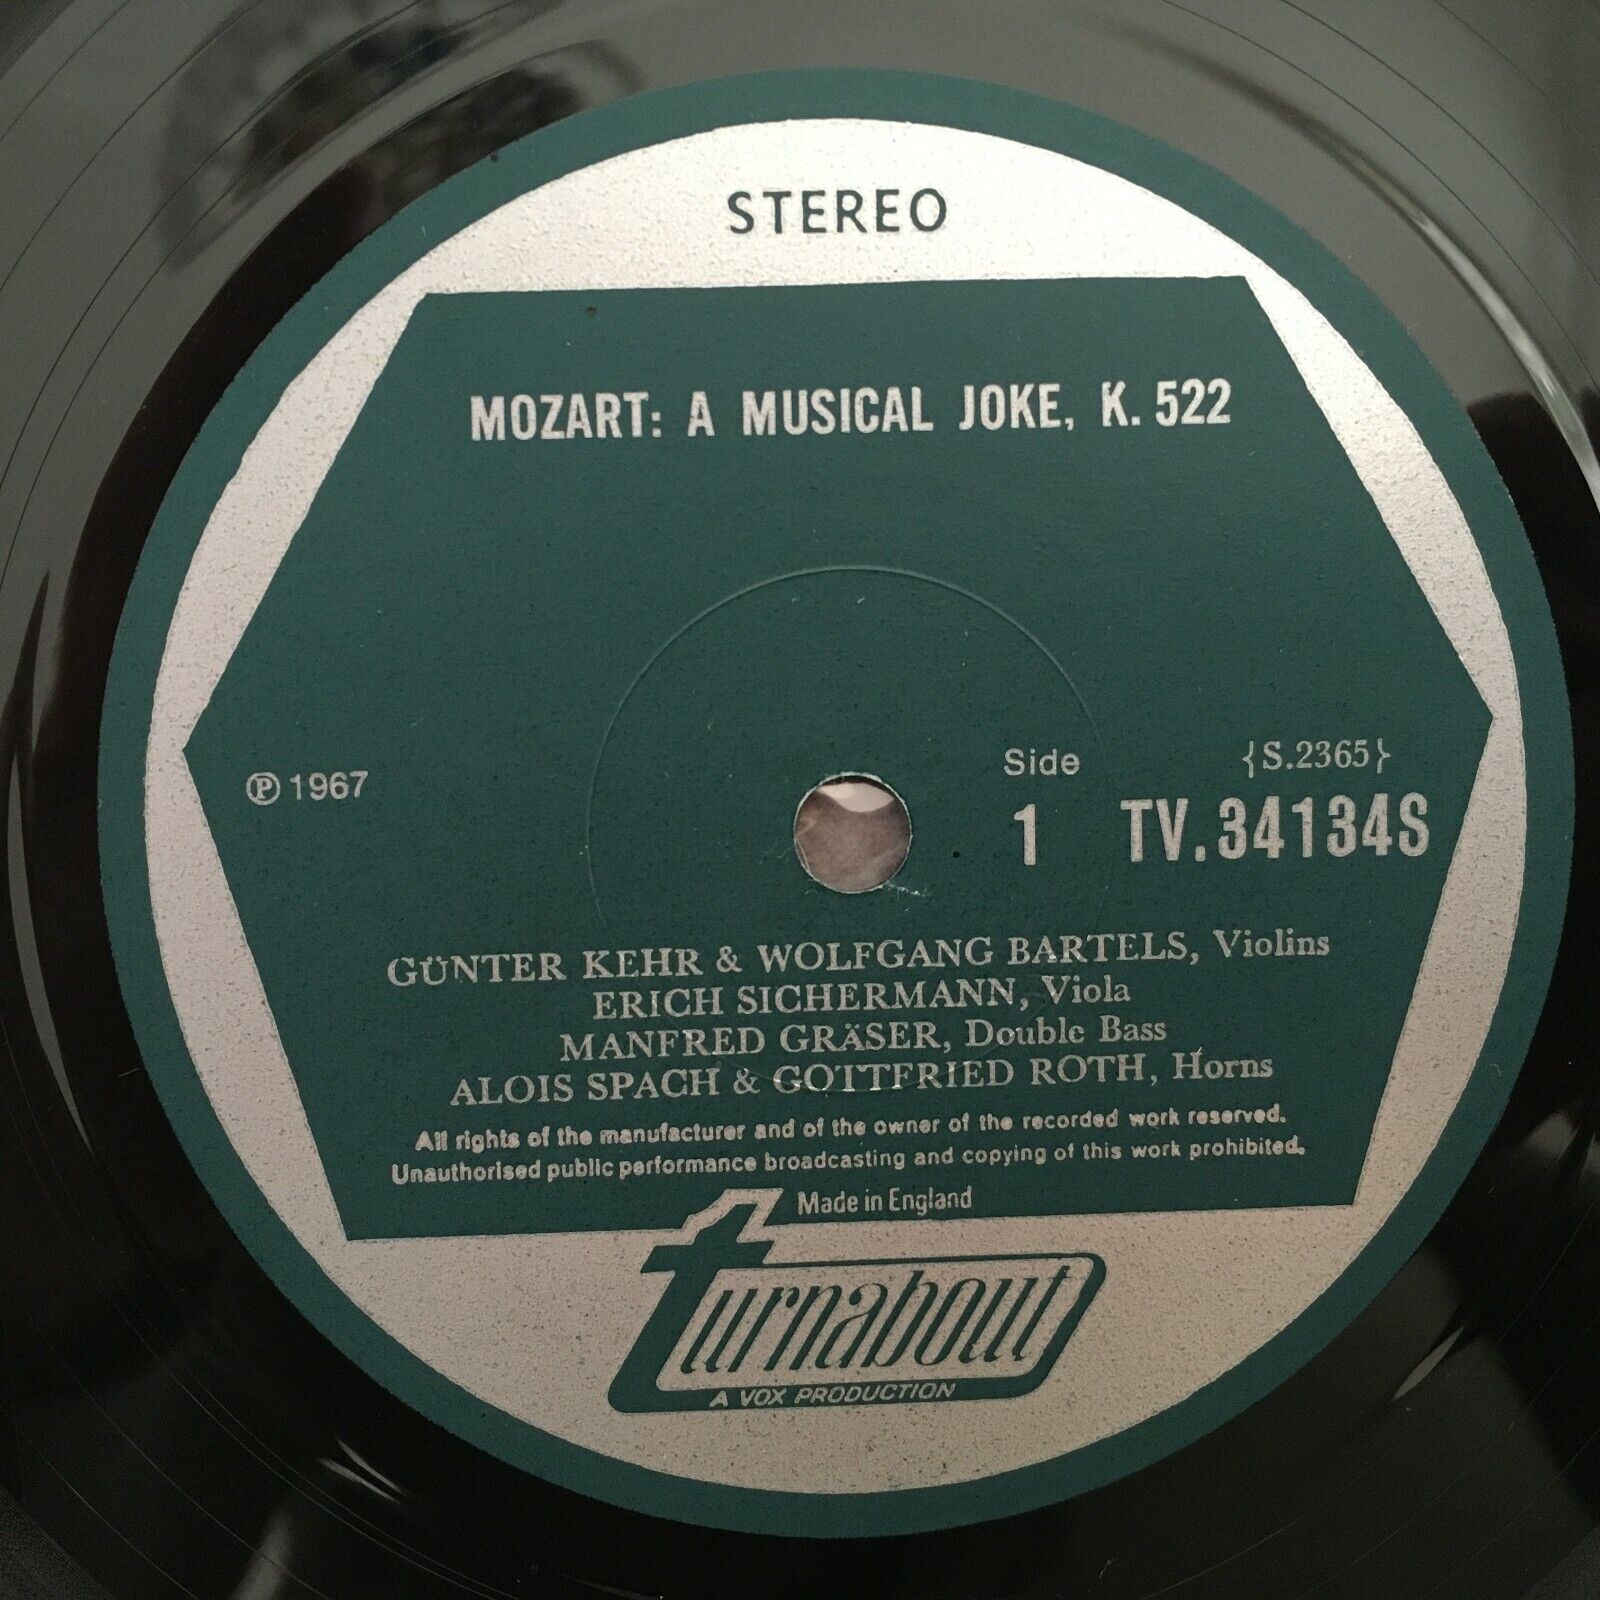 STEREO
MOZART: A MUSICAL JOKE, K. 522
℗ 1967
Side {S.2365}
1 TV.34134S
GÜNTER KEHR & WOLFGANG BARTELS, Violins
ERICH SICHERMANN, Viola
MANFRED GRÄSER, Double Bass
ALOIS SPACH & GOTTFRIED ROTH, Horns
All rights of the manufacturer and of the owner of the recorded work reserved.
Unauthorised public performance broadcasting and copying of this work prohibited.
Made in England
turnabout
A VOX PRODUCTION